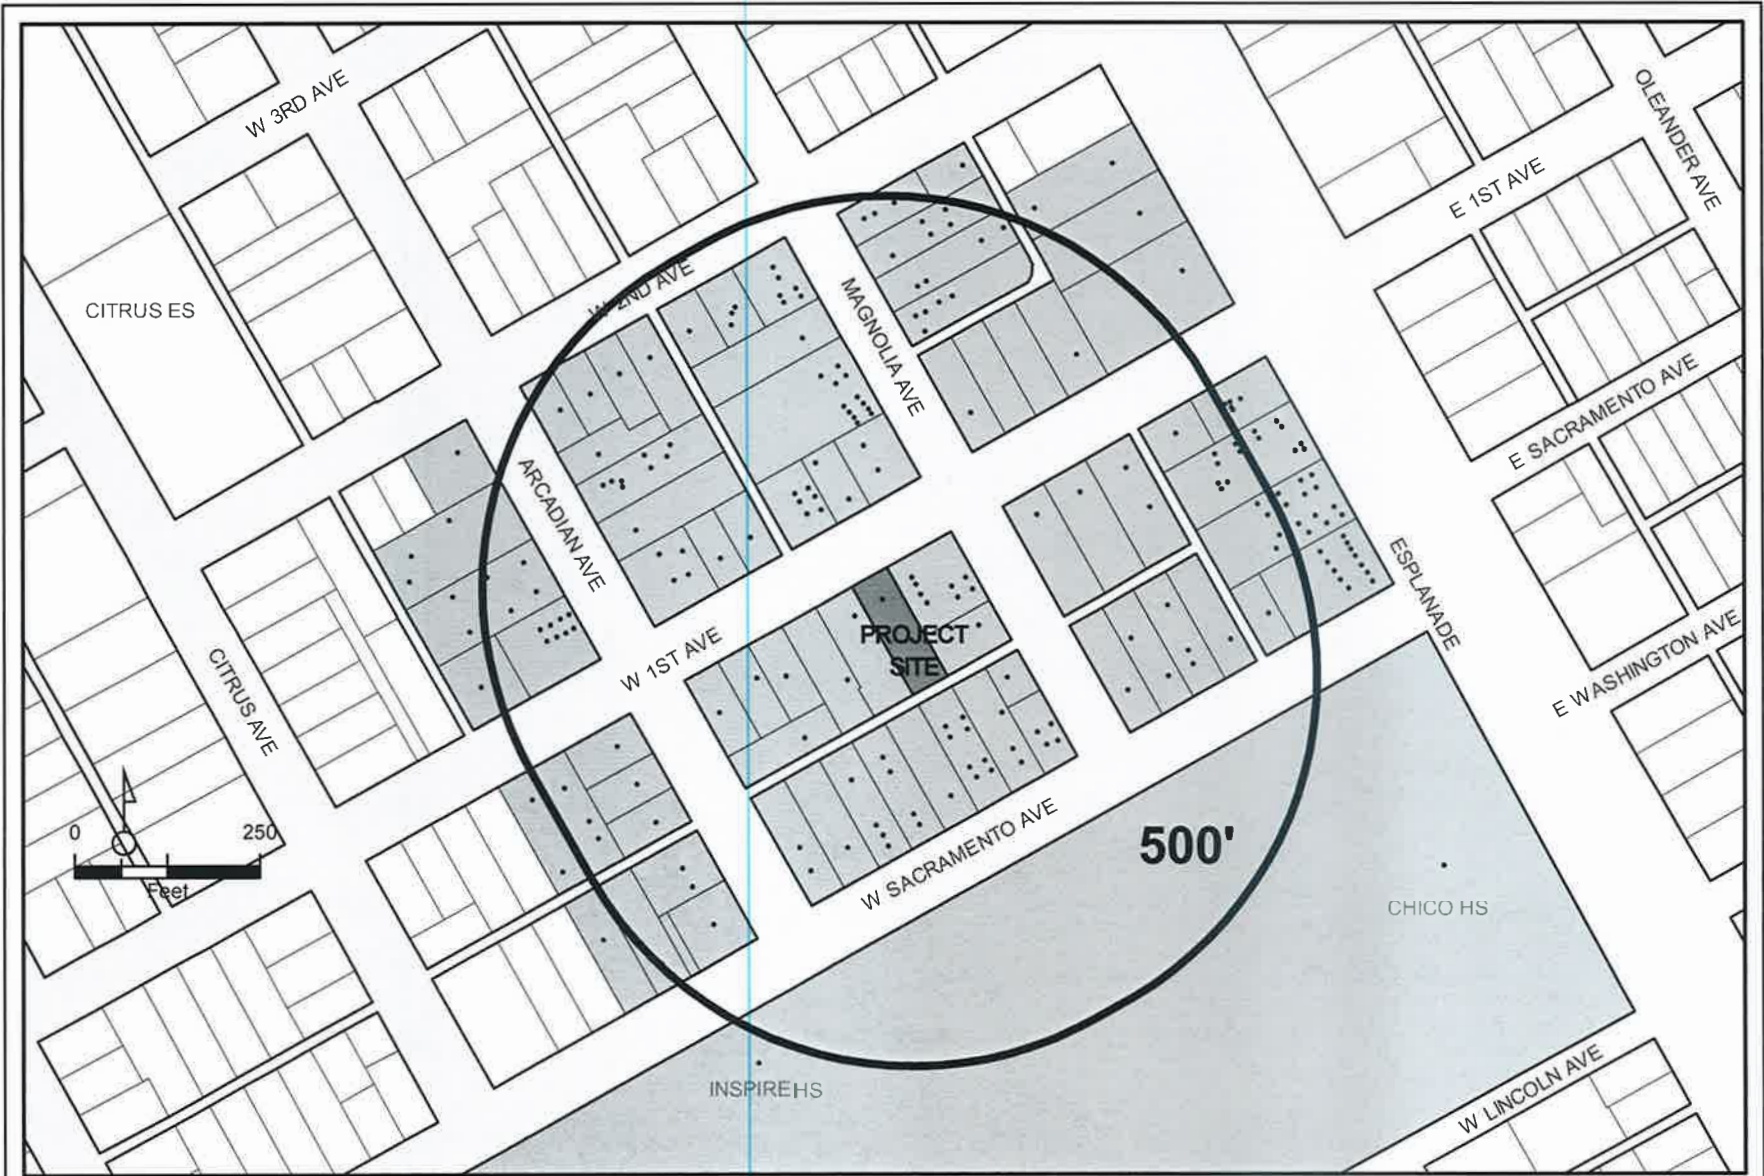 W 3RD AVE
OLEANDER AVE
E 1ST AVE
CITRUS ES
W 2ND AVE
MAGNOLIA AVE
E SACRAMENTO AVE
ARCADIAN AVE
ESPLANADE
PROJECT
SITE
W 1ST AVE
CITRUS AVE
E WASHINGTON AVE
0 250
Feet
W SACRAMENTO AVE
500'
CHICO HS
INSPIRE HS
W LINCOLN AVE